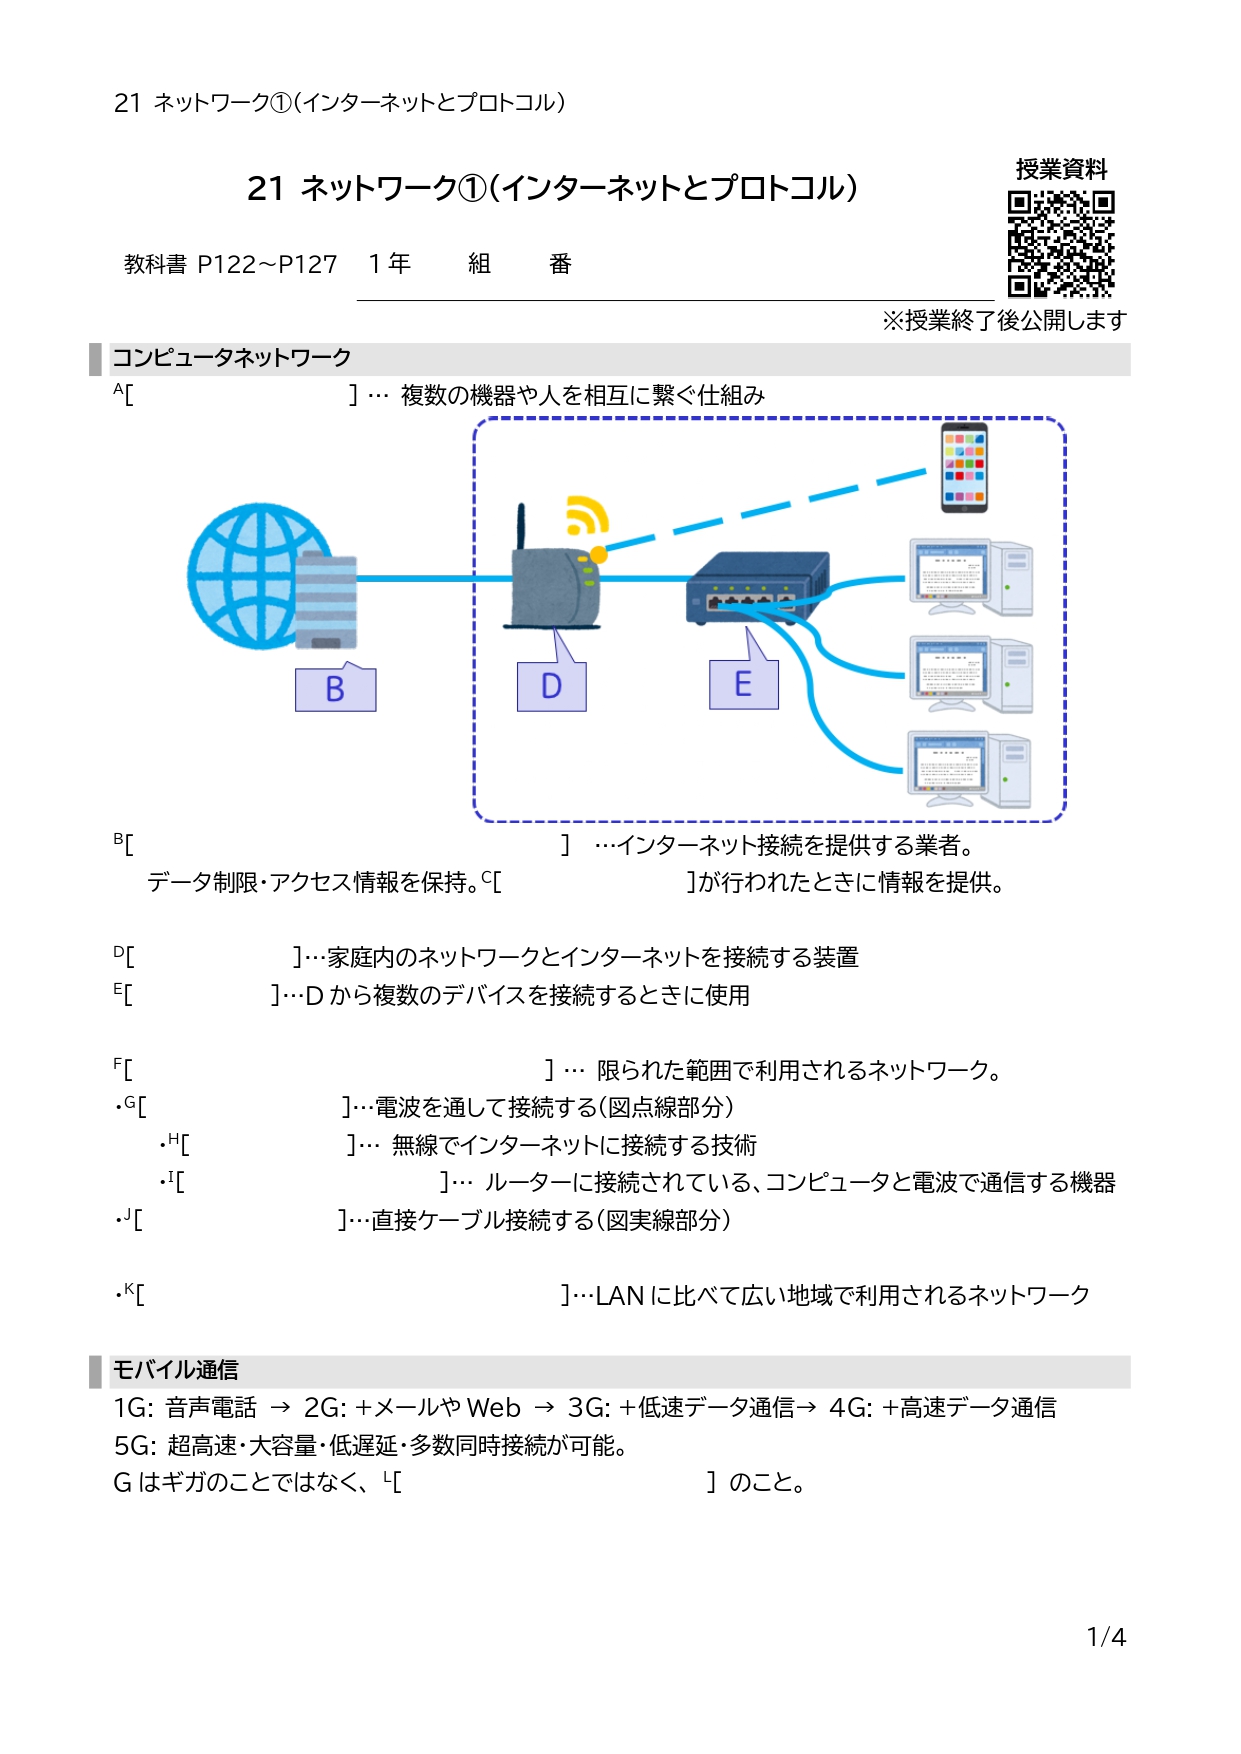 21 ネットワーク①(インターネットとプロトコル)
授業資料
21 ネットワーク①(インターネットとプロトコル)
教科書 P122～P127 1年 組 番
※授業終了後公開します
コンピュータネットワーク
A[ ] … 複数の機器や人を相互に繋ぐ仕組み
B
D
E
B[ ] …インターネット接続を提供する業者。
データ制限・アクセス情報を保持。C[ ]が行われたときに情報を提供。
D[ ]…家庭内のネットワークとインターネットを接続する装置
E[ ]…Dから複数のデバイスを接続するときに使用
F[ ] … 限られた範囲で利用されるネットワーク。
・G[ ]…電波を通して接続する(図点線部分)
・H[ ]… 無線でインターネットに接続する技術
・I[ ]… ルーターに接続されている、コンピュータと電波で通信する機器
・J[ ]…直接ケーブル接続する(図実線部分)
・K[ ]…LANに比べて広い地域で利用されるネットワーク
モバイル通信
1G: 音声電話 → 2G: +メールやWeb → 3G: +低速データ通信→ 4G: +高速データ通信
5G: 超高速・大容量・低遅延・多数同時接続が可能。
Gはギガのことではなく、L[ ] のこと。
1/4